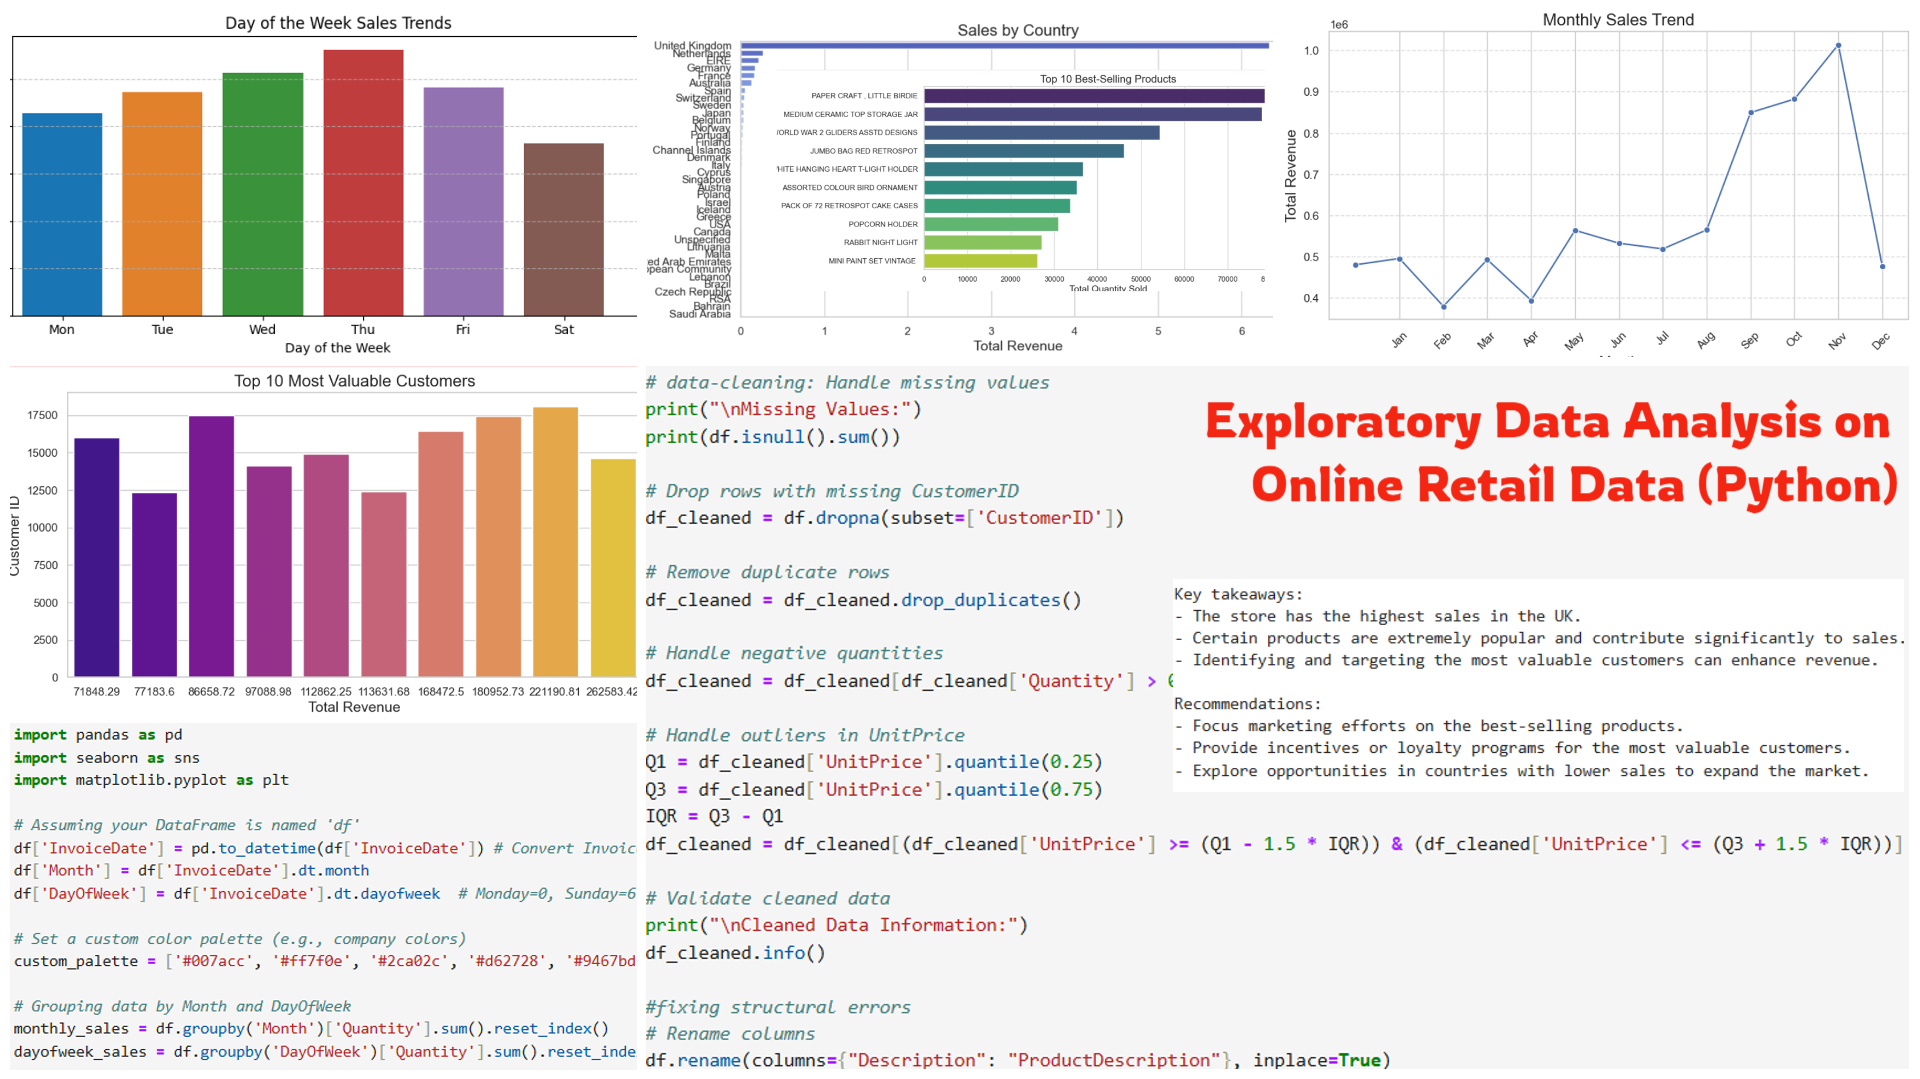 Day of the Week Sales Trends
Mon Tue Wed Thu Fri Sat
Day of the Week
Sales by Country
United Kingdom
Netherlands
EIRE
Germany
France
Australia
Spain
Switzerland
Sweden
Japan
Belgium
Norway
Portugal
Finland
Channel Islands
Denmark
Italy
Cyprus
Singapore
Austria
Poland
Israel
Iceland
Greece
USA
Canada
Unspecified
Lithuania
Malta
ed Arab Emirates
opean Community
Lebanon
Brazil
Czech Republic
RSA
Bahrain
Saudi Arabia
0 1 2 3 4 5 6
Total Revenue
Top 10 Best-Selling Products
PAPER CRAFT , LITTLE BIRDIE
MEDIUM CERAMIC TOP STORAGE JAR
ORLD WAR 2 GLIDERS ASSTD DESIGNS
JUMBO BAG RED RETROSPOT
HITE HANGING HEART T-LIGHT HOLDER
ASSORTED COLOUR BIRD ORNAMENT
PACK OF 72 RETROSPOT CAKE CASES
POPCORN HOLDER
RABBIT NIGHT LIGHT
MINI PAINT SET VINTAGE
0 10000 20000 30000 40000 50000 60000 70000 8
Total Quantity Sold
Monthly Sales Trend
1e6
1.0
0.9
0.8
0.7
0.6
0.5
0.4
Total Revenue
Jan Feb Mar Apr May Jun Jul Aug Sep Oct Nov Dec
Top 10 Most Valuable Customers
17500
15000
12500
10000
7500
5000
2500
0
Customer ID
71848.29 77183.6 86658.72 97088.98 112862.25 113631.68 168472.5 180952.73 221190.81 262583.42
Total Revenue
import pandas as pd
import seaborn as sns
import matplotlib.pyplot as plt
# Assuming your DataFrame is named 'df'
df['InvoiceDate'] = pd.to_datetime(df['InvoiceDate']) # Convert Invoic
df['Month'] = df['InvoiceDate'].dt.month
df['DayOfWeek'] = df['InvoiceDate'].dt.dayofweek  # Monday=0, Sunday=6
# Set a custom color palette (e.g., company colors)
custom_palette = ['#007acc', '#ff7f0e', '#2ca02c', '#d62728', '#9467bd
# Grouping data by Month and DayOfWeek
monthly_sales = df.groupby('Month')['Quantity'].sum().reset_index()
dayofweek_sales = df.groupby('DayOfWeek')['Quantity'].sum().reset_inde
# data-cleaning: Handle missing values
print("\nMissing Values:")
print(df.isnull().sum())
# Drop rows with missing CustomerID
df_cleaned = df.dropna(subset=['CustomerID'])
# Remove duplicate rows
df_cleaned = df_cleaned.drop_duplicates()
# Handle negative quantities
df_cleaned = df_cleaned[df_cleaned['Quantity'] > 0
# Handle outliers in UnitPrice
Q1 = df_cleaned['UnitPrice'].quantile(0.25)
Q3 = df_cleaned['UnitPrice'].quantile(0.75)
IQR = Q3 - Q1
df_cleaned = df_cleaned[(df_cleaned['UnitPrice'] >= (Q1 - 1.5 * IQR)) & (df_cleaned['UnitPrice'] <= (Q3 + 1.5 * IQR))]
# Validate cleaned data
print("\nCleaned Data Information:")
df_cleaned.info()
#fixing structural errors
# Rename columns
df.rename(columns={"Description": "ProductDescription"}, inplace=True)
Exploratory Data Analysis on
Online Retail Data (Python)
Key takeaways:
- The store has the highest sales in the UK.
- Certain products are extremely popular and contribute significantly to sales.
- Identifying and targeting the most valuable customers can enhance revenue.
Recommendations:
- Focus marketing efforts on the best-selling products.
- Provide incentives or loyalty programs for the most valuable customers.
- Explore opportunities in countries with lower sales to expand the market.